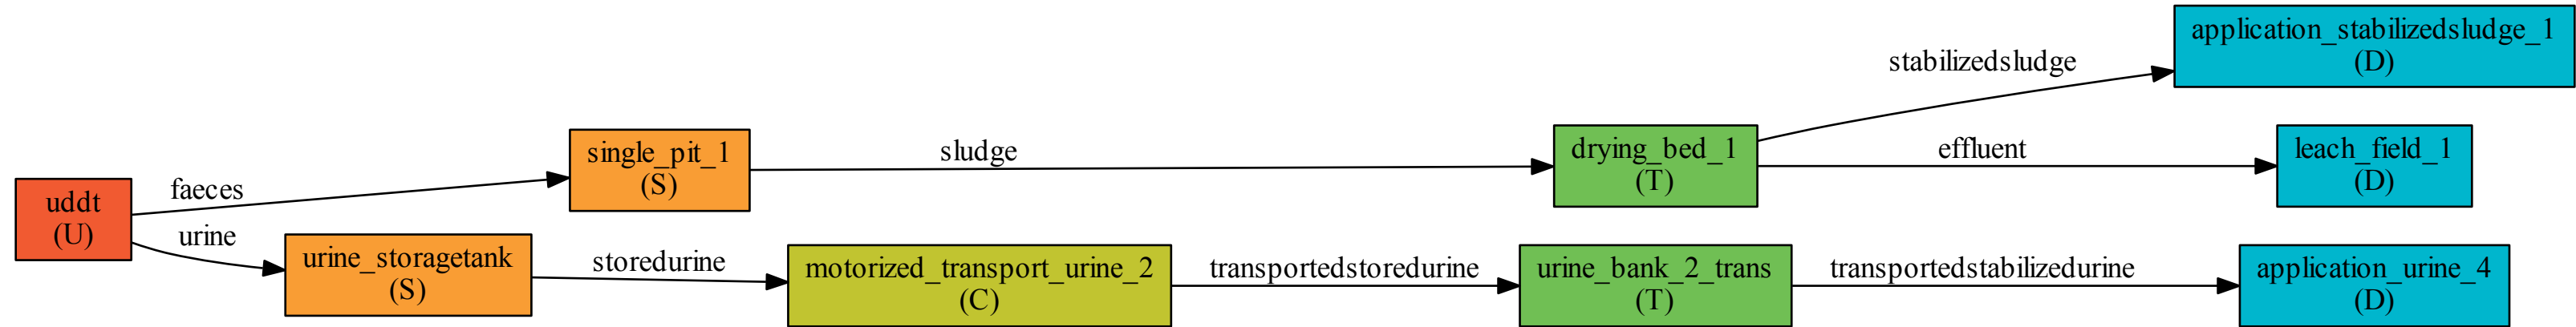 uddt
(U)
faeces
urine
single_pit_1
(S)
urine_storagetank
(S)
sludge
storedurine
motorized_transport_urine_2
(C)
transportedstoredurine
drying_bed_1
(T)
urine_bank_2_trans
(T)
stabilizedsludge
effluent
transportedstabilizedurine
application_stabilizedsludge_1
(D)
leach_field_1
(D)
application_urine_4
(D)